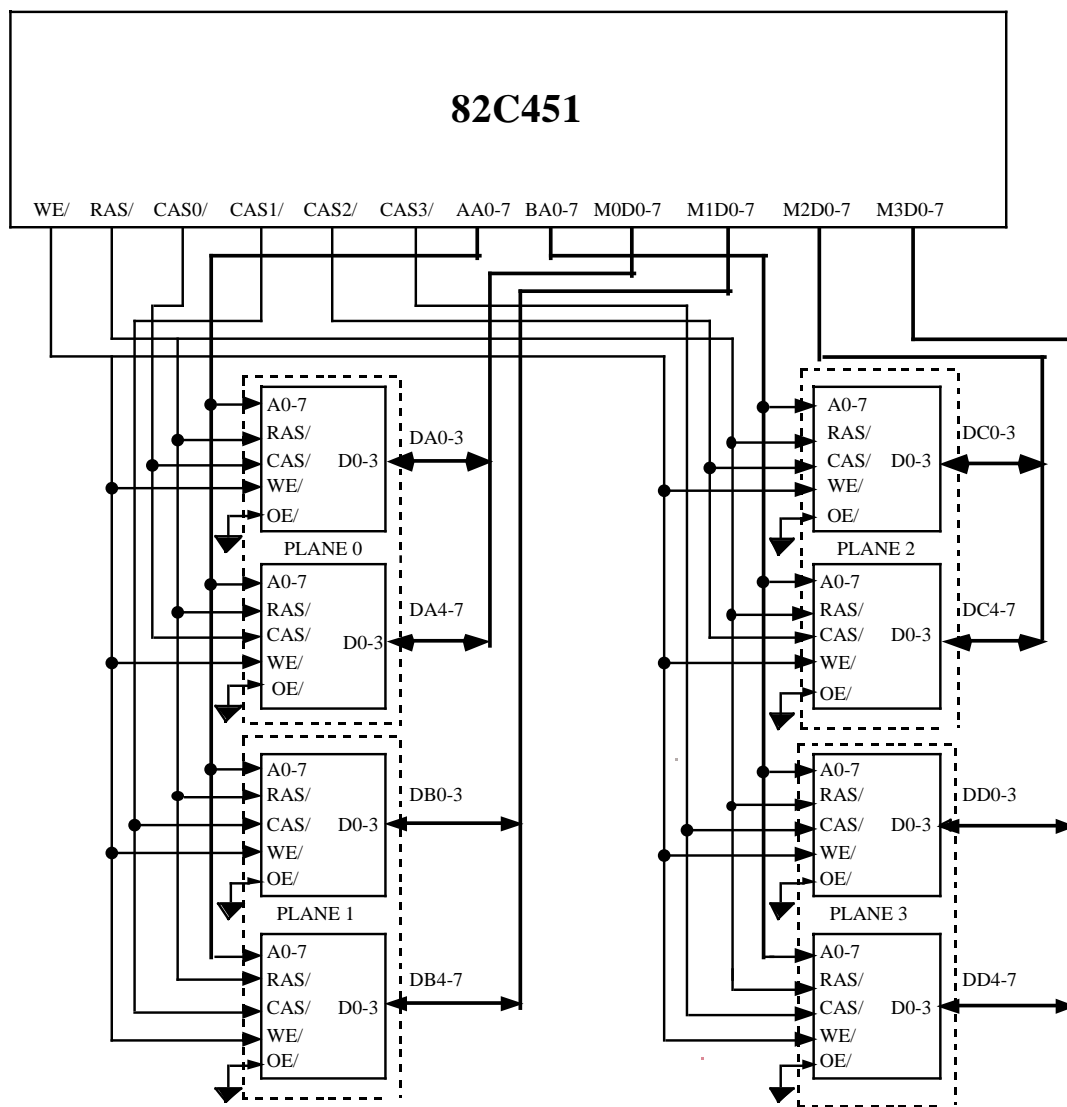 82C451
WE/ RAS/ CAS0/ CAS1/ CAS2/ CAS3/ AA0-7 BA0-7 M0D0-7 M1D0-7 M2D0-7 M3D0-7
A0-7
RAS/
CAS/ D0-3
WE/
OE/
DA0-3
PLANE 0
A0-7
RAS/
CAS/ D0-3
WE/
OE/
DA4-7
A0-7
RAS/
CAS/ D0-3
WE/
OE/
DB0-3
PLANE 1
A0-7
RAS/
CAS/ D0-3
WE/
OE/
DB4-7
A0-7
RAS/
CAS/ D0-3
WE/
OE/
DC0-3
PLANE 2
A0-7
RAS/
CAS/ D0-3
WE/
OE/
DC4-7
A0-7
RAS/
CAS/ D0-3
WE/
OE/
DD0-3
PLANE 3
A0-7
RAS/
CAS/ D0-3
WE/
OE/
DD4-7